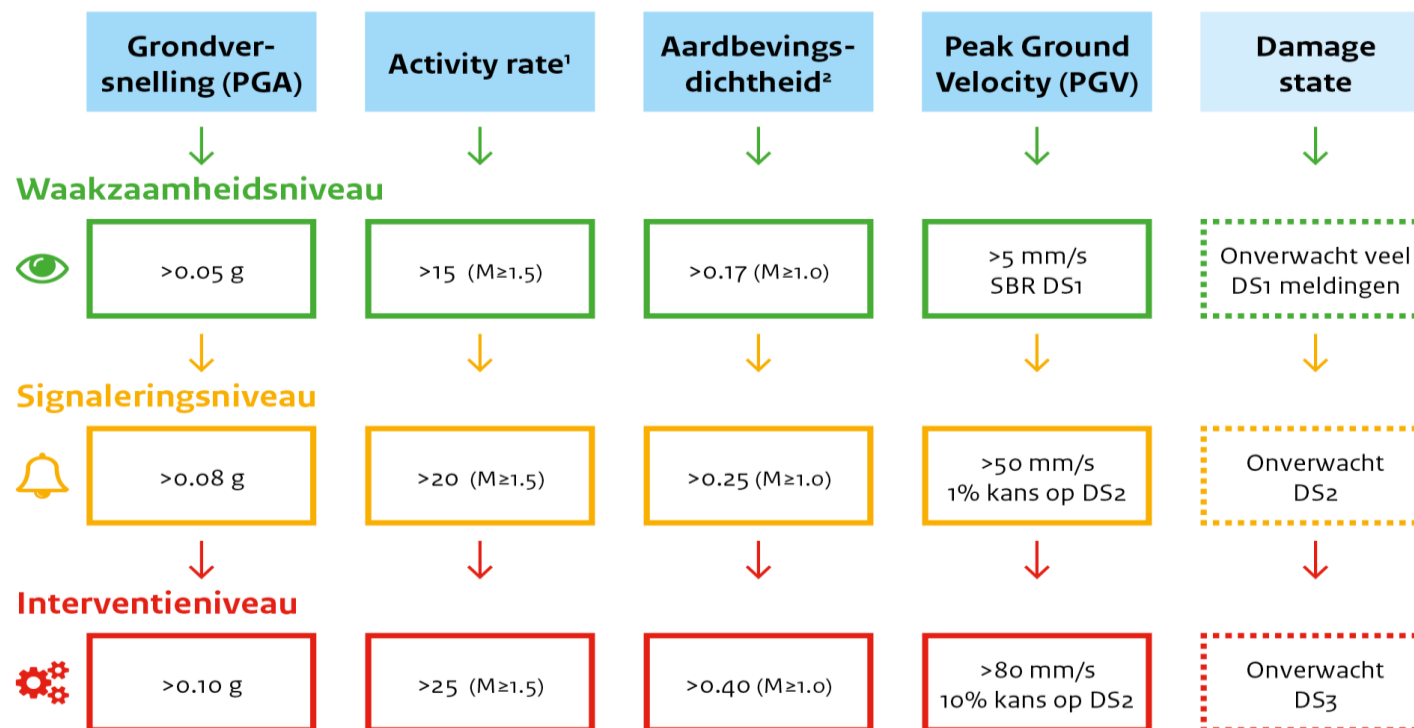 Grondver-
snelling (PGA)
Activity rate¹
Aardbevings-
dichtheid²
Peak Ground
Velocity (PGV)
Damage
state
Waakzaamheidsniveau
>0.05 g
>15 (M≥1.5)
>0.17 (M≥1.0)
>5 mm/s
SBR DS1
Onverwacht veel
DS1 meldingen
Signaleringsniveau
>0.08 g
>20 (M≥1.5)
>0.25 (M≥1.0)
>50 mm/s
1% kans op DS2
Onverwacht
DS2
Interventieniveau
>0.10 g
>25 (M≥1.5)
>0.40 (M≥1.0)
>80 mm/s
10% kans op DS2
Onverwacht
DS3